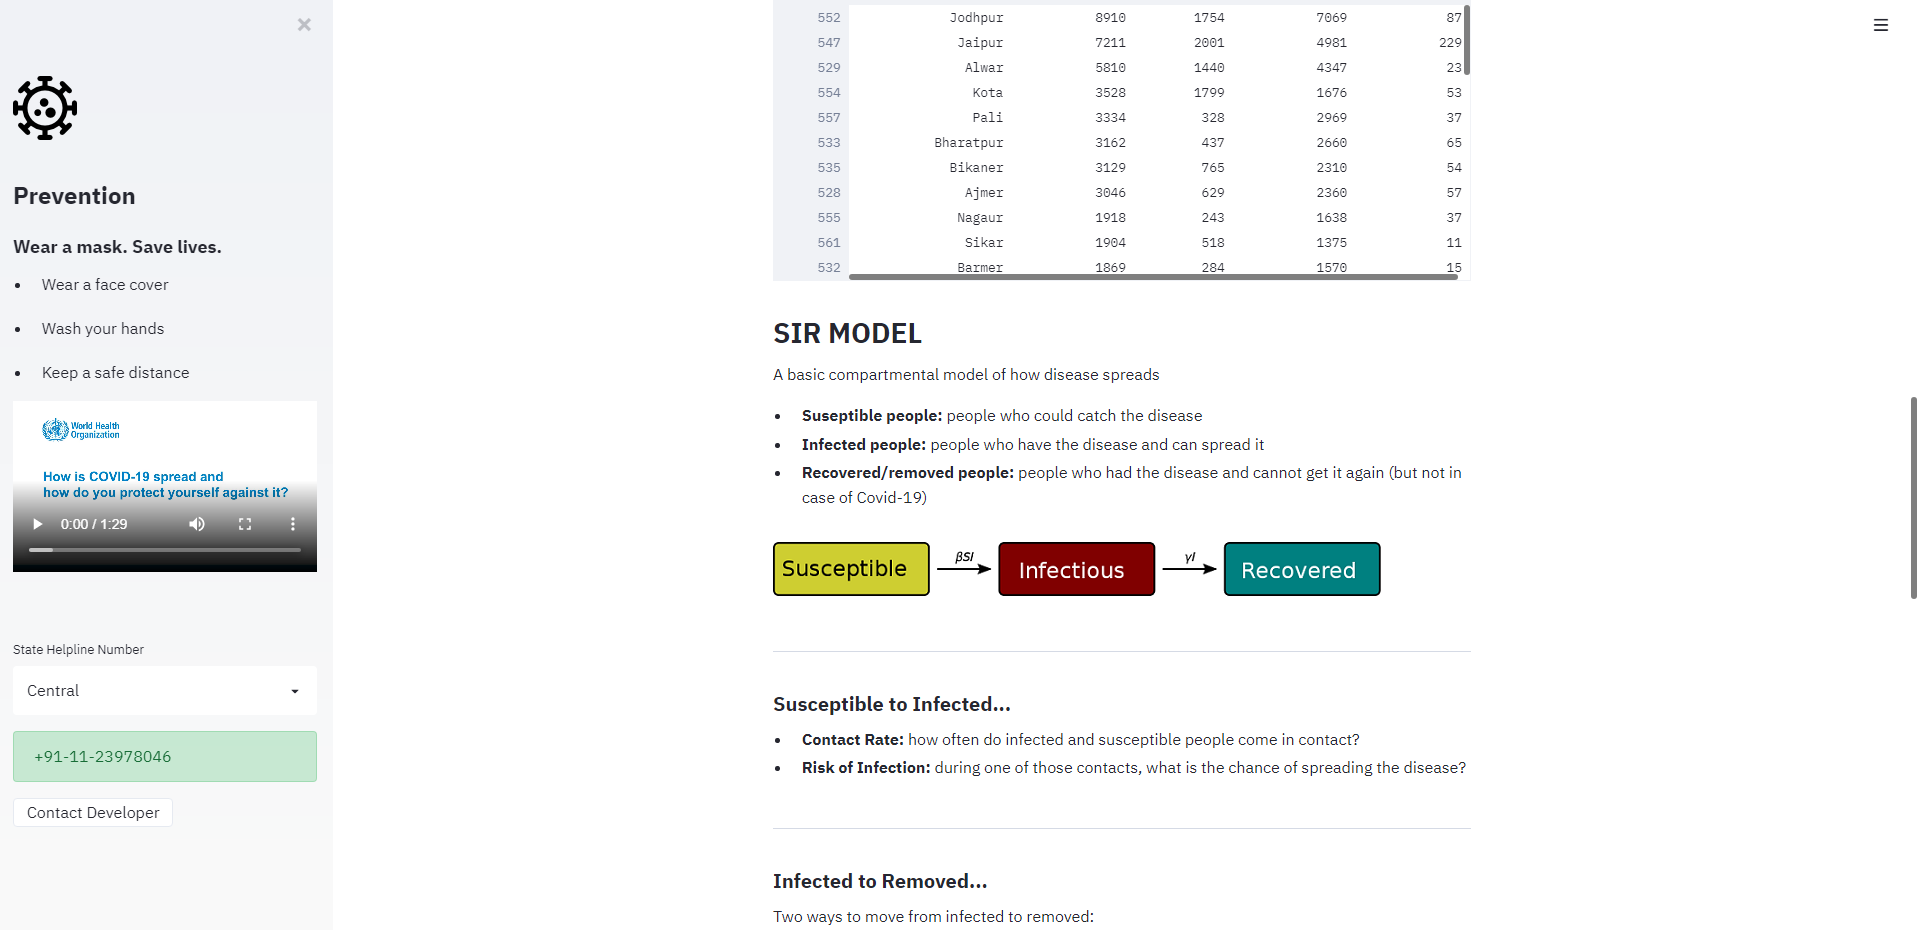 ×
Prevention
Wear a mask. Save lives.
Wear a face cover
Wash your hands
Keep a safe distance
World Health
Organization
How is COVID-19 spread and
how do you protect yourself against it?
0:00 / 1:29
State Helpline Number
Central
+91-11-23978046
Contact Developer
552 Jodhpur 8910 1754 7069 87
547 Jaipur 7211 2001 4981 229
529 Alwar 5810 1440 4347 23
554 Kota 3528 1799 1676 53
557 Pali 3334 328 2969 37
533 Bharatpur 3162 437 2660 65
535 Bikaner 3129 765 2310 54
528 Ajmer 3046 629 2360 57
555 Nagaur 1918 243 1638 37
561 Sikar 1904 518 1375 11
532 Barmer 1869 284 1570 15
SIR MODEL
A basic compartmental model of how disease spreads
Suseptible people: people who could catch the disease
Infected people: people who have the disease and can spread it
Recovered/removed people: people who had the disease and cannot get it again (but not in
case of Covid-19)
Susceptible βSI Infectious γI Recovered
Susceptible to Infected...
Contact Rate: how often do infected and susceptible people come in contact?
Risk of Infection: during one of those contacts, what is the chance of spreading the disease?
Infected to Removed...
Two ways to move from infected to removed: